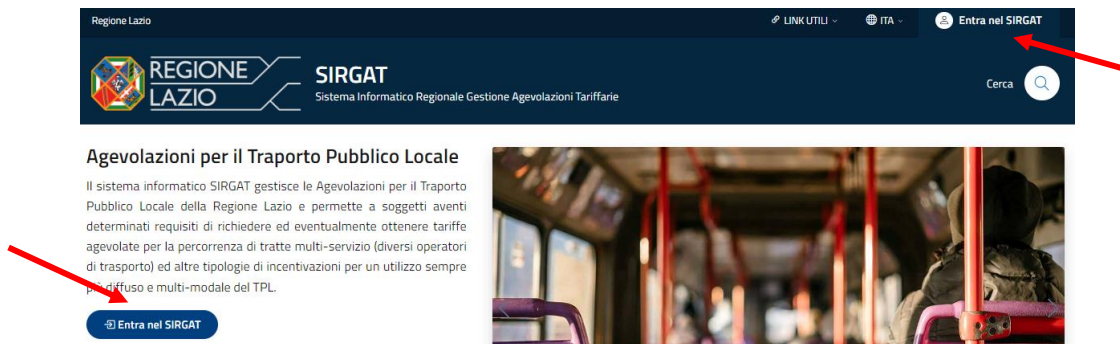 Regione Lazio
LINK UTILI
ITA
Entra nel SIRGAT
REGIONE
LAZIO
SIRGAT
Sistema Informatico Regionale Gestione Agevolazioni Tariffarie
Cerca
Agevolazioni per il Traporto Pubblico Locale
Il sistema informatico SIRGAT gestisce le Agevolazioni per il Traporto
Pubblico Locale della Regione Lazio e permette a soggetti aventi
determinati requisiti di richiedere ed eventualmente ottenere tariffe
agevolate per la percorrenza di tratte multi-servizio (diversi operatori
di trasporto) ed altre tipologie di incentivazioni per un utilizzo sempre
più diffuso e multi-modale del TPL.
Entra nel SIRGAT